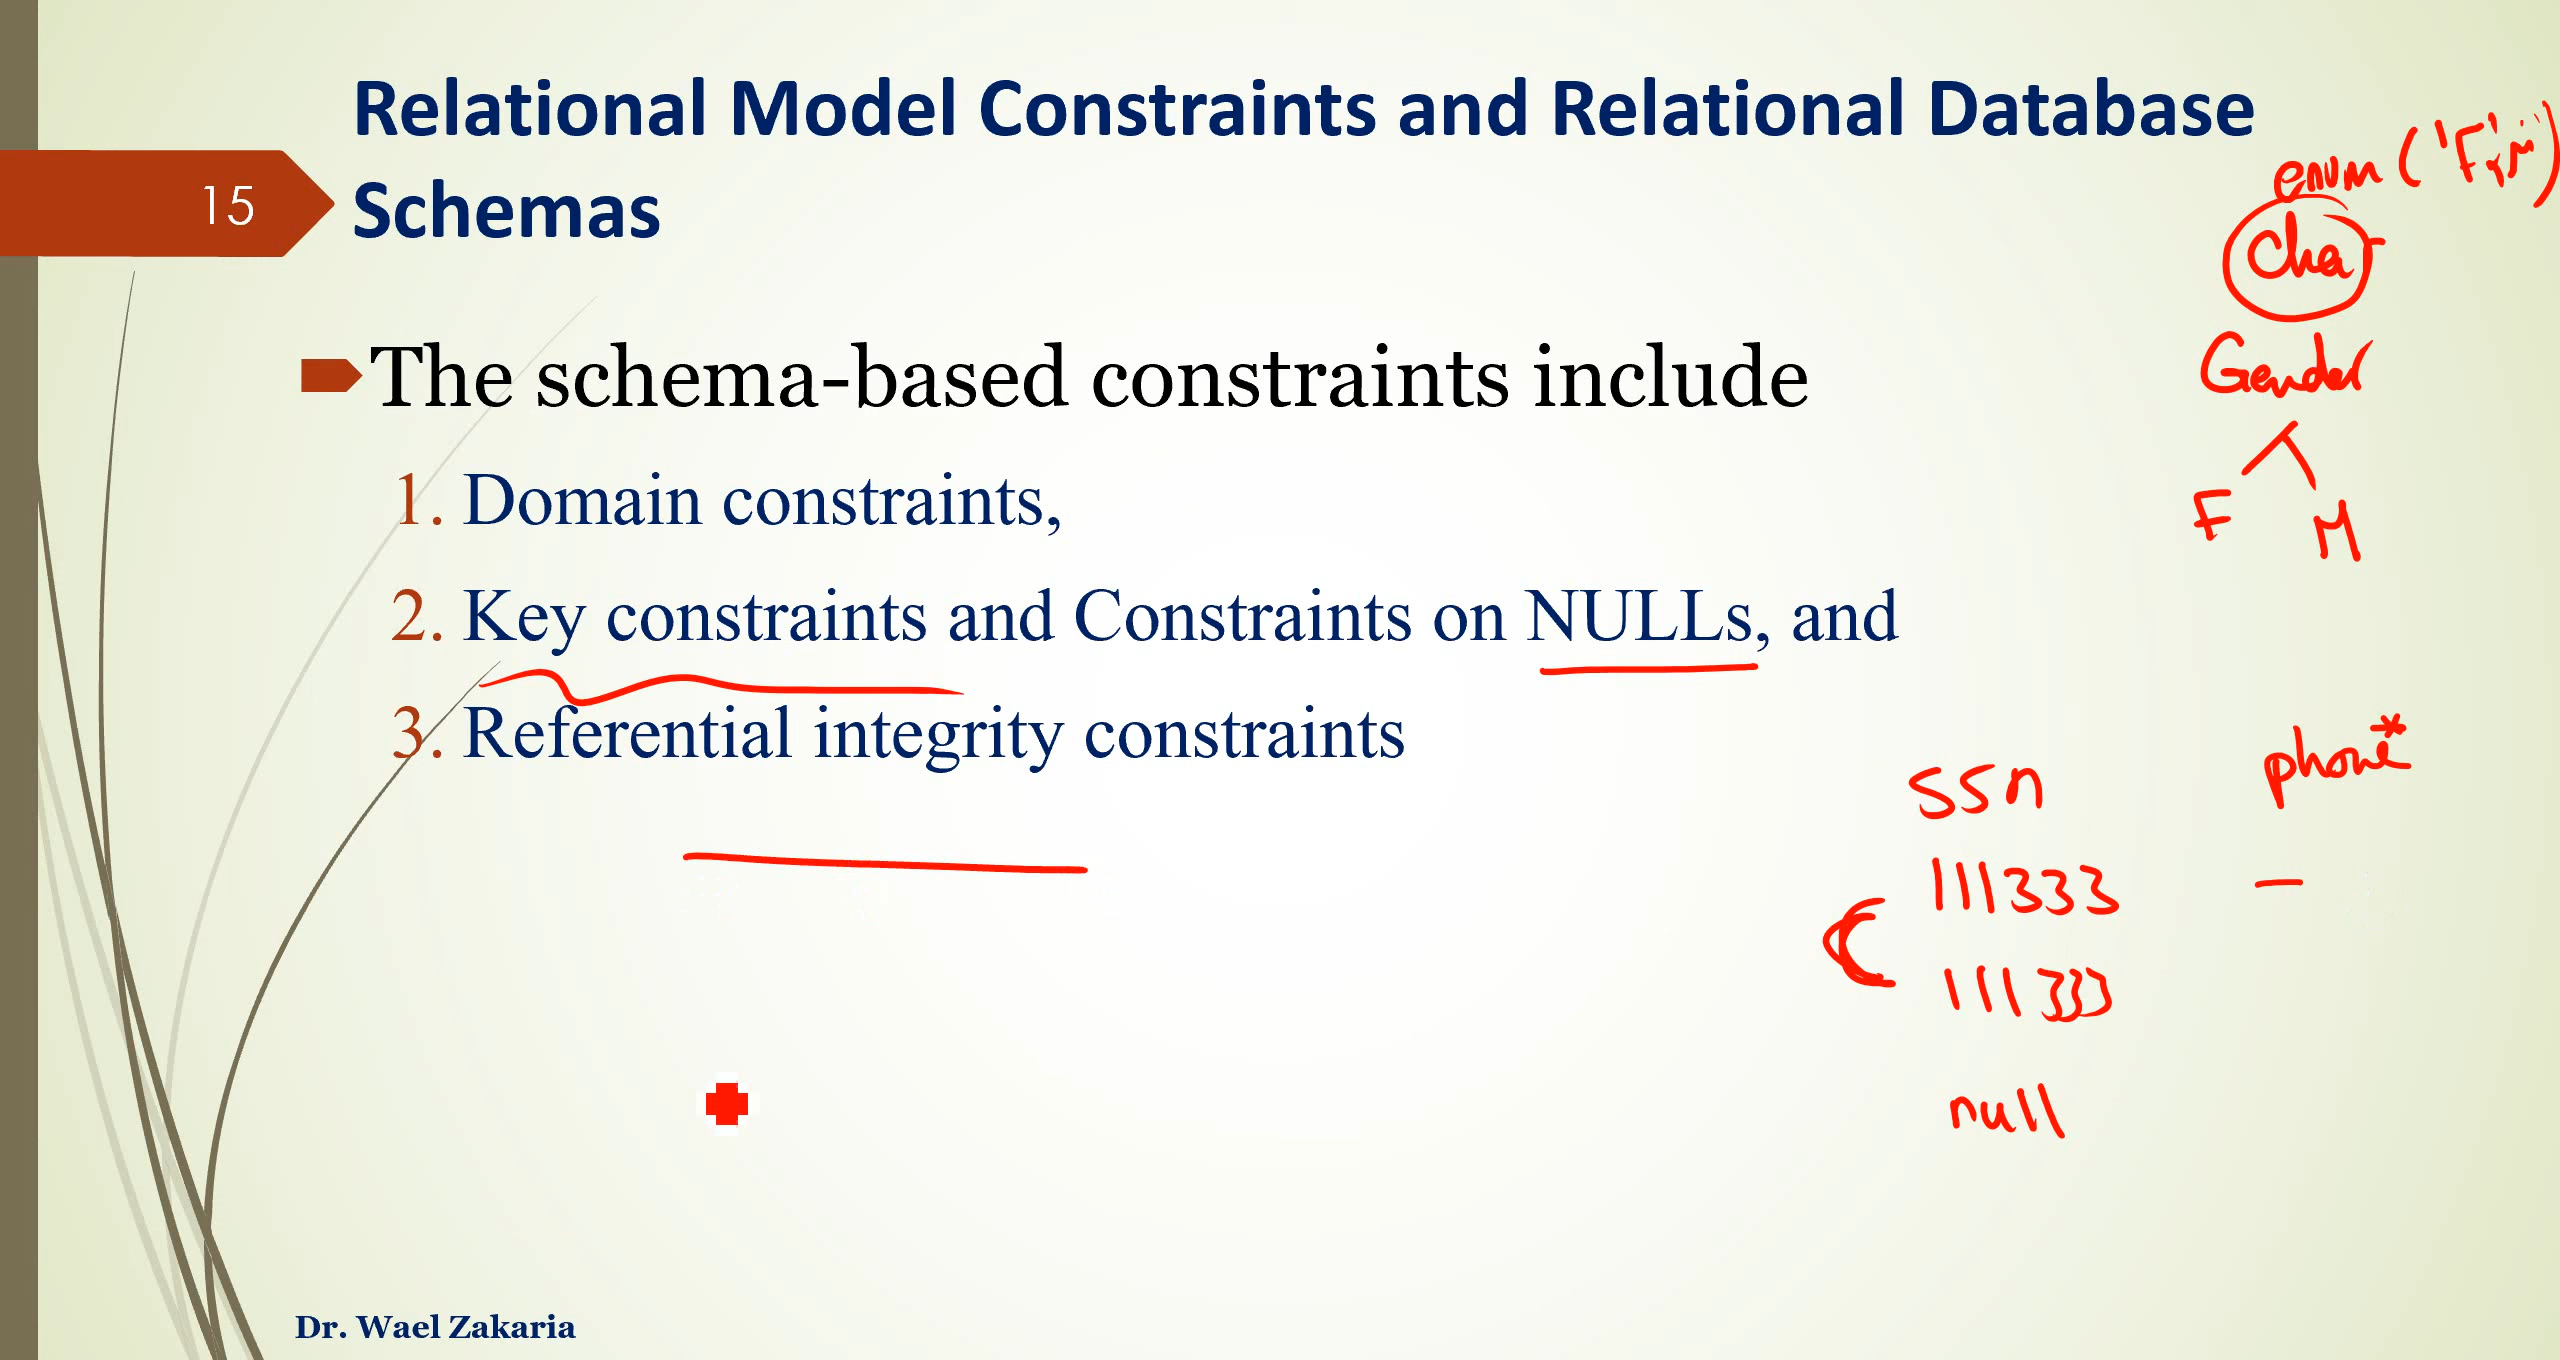 Relational Model Constraints and Relational Database
Schemas
15
The schema-based constraints include
1. Domain constraints,
2. Key constraints and Constraints on NULLs, and
3. Referential integrity constraints
enum ('F','M')
char
Gender
F M
ssn phone*
111333 —
111333
null
Dr. Wael Zakaria